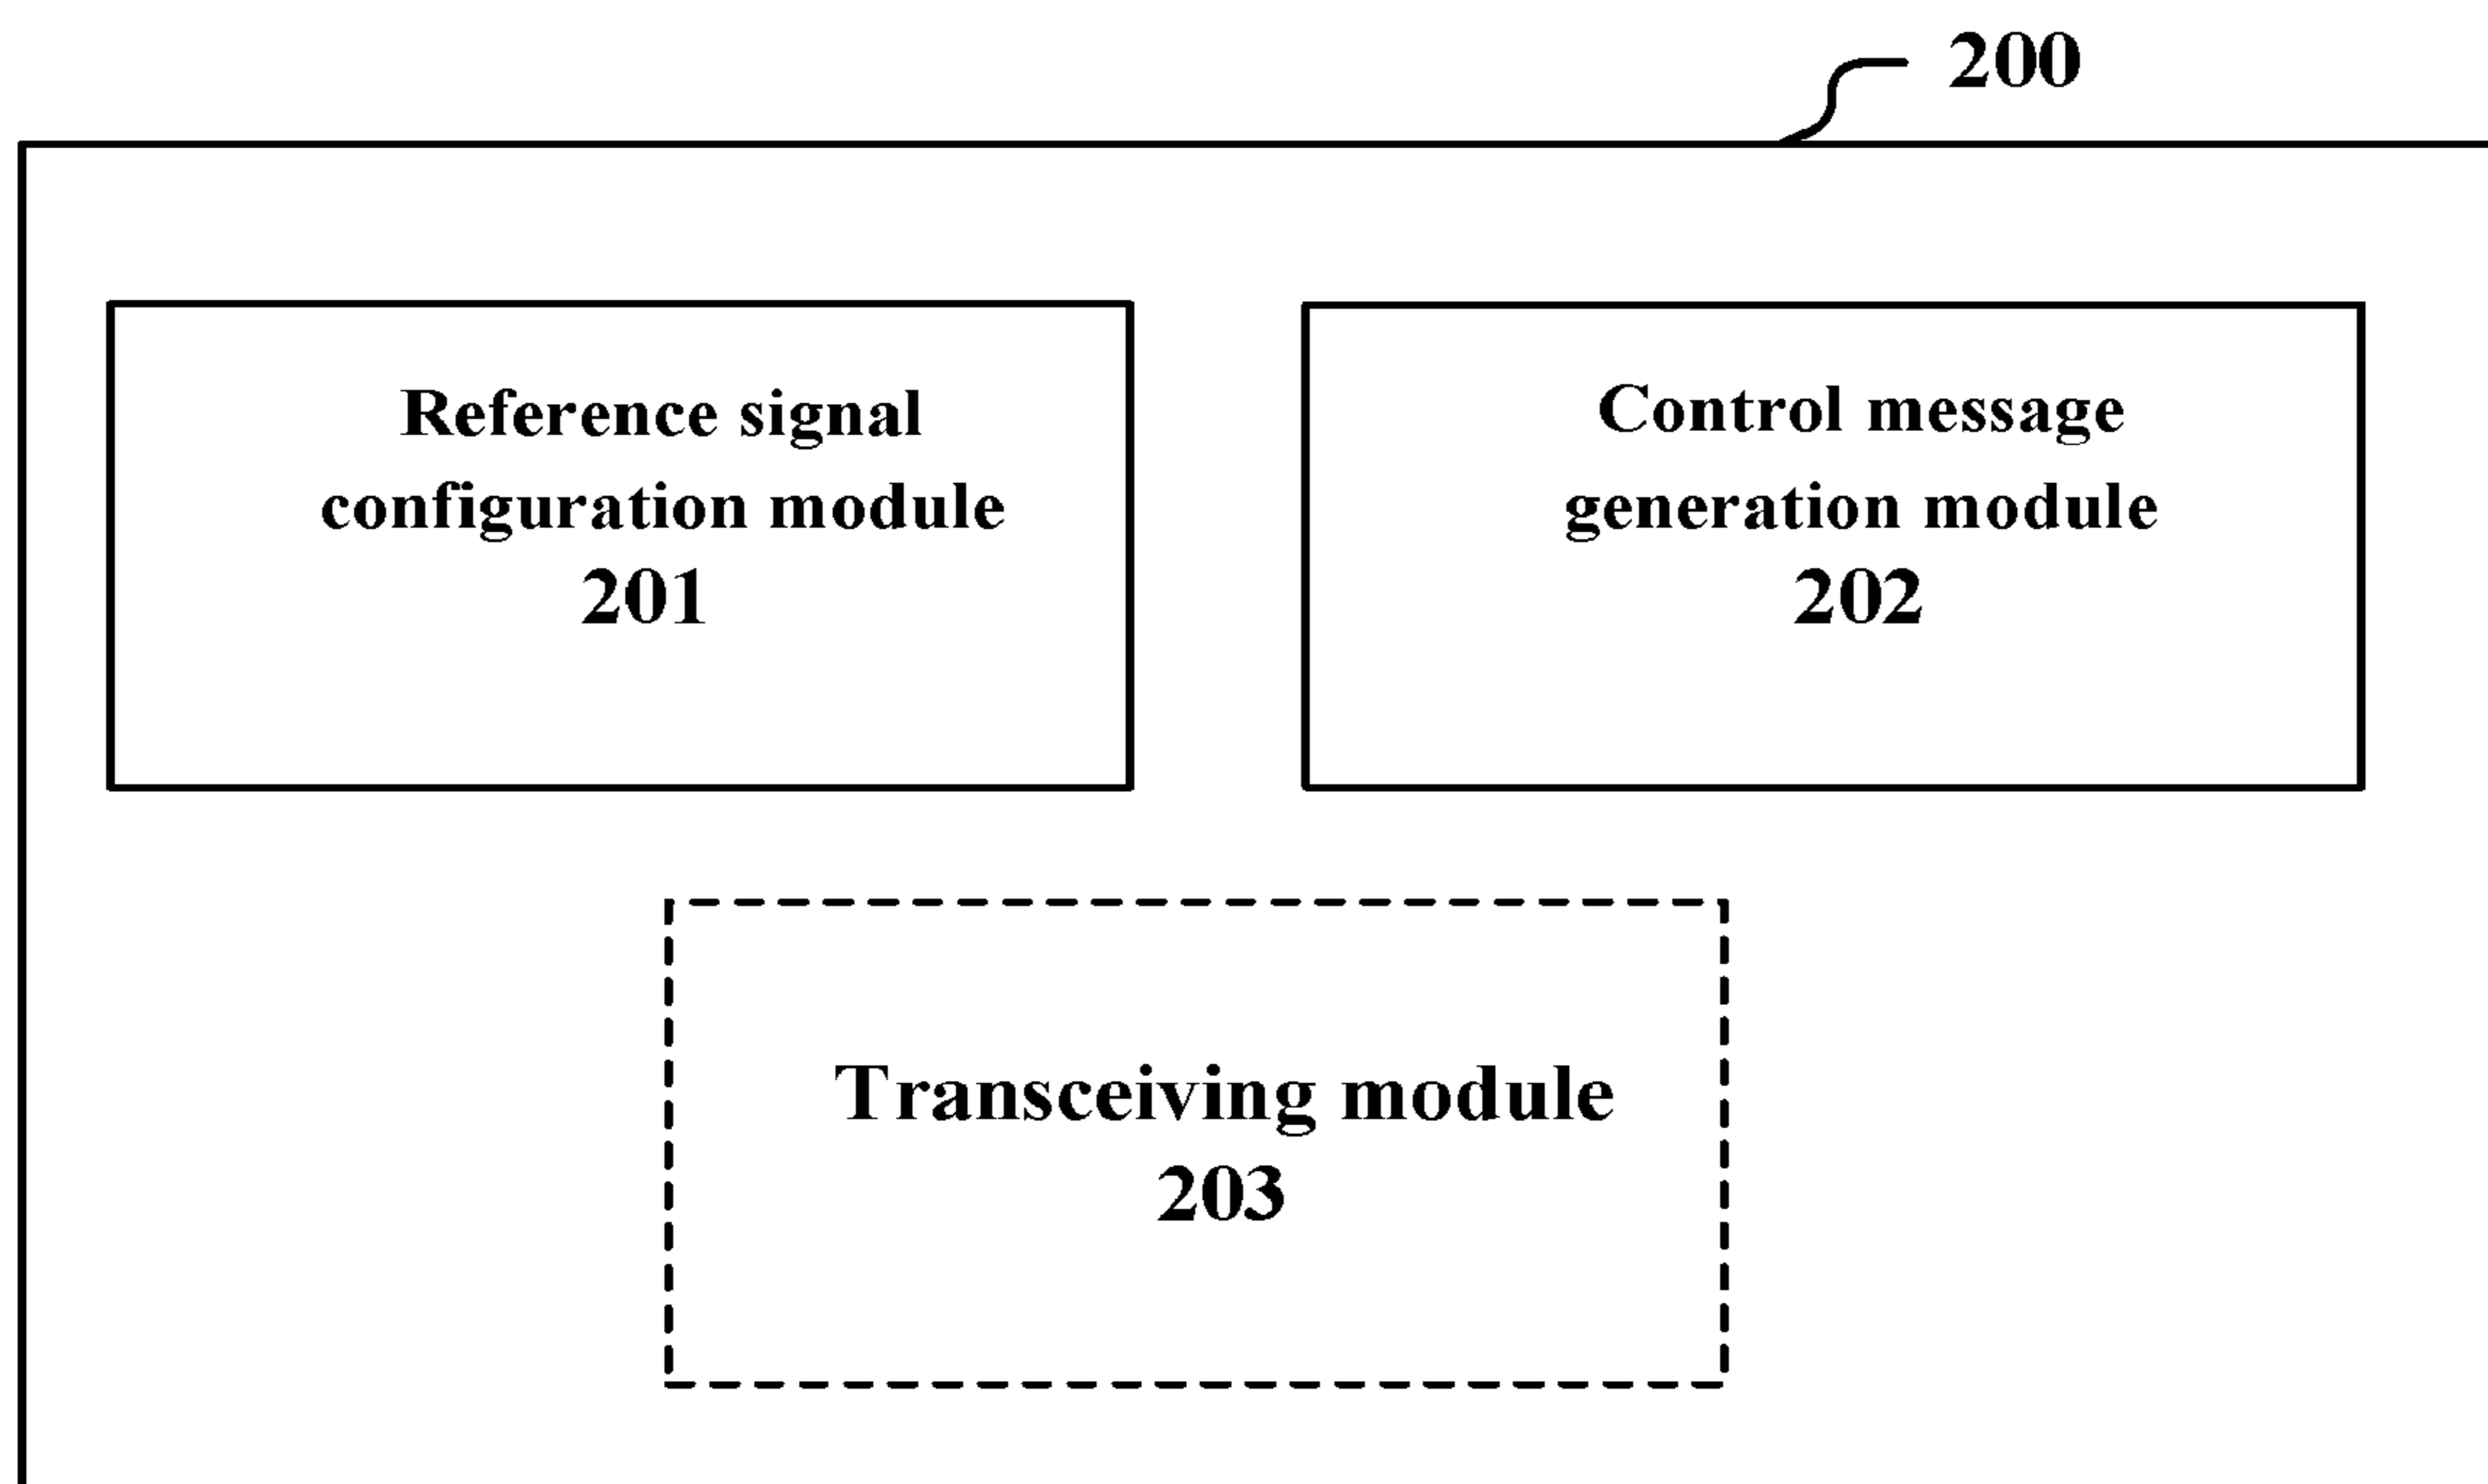 200
Reference signal
configuration module
201
Control message
generation module
202
Transceiving module
203